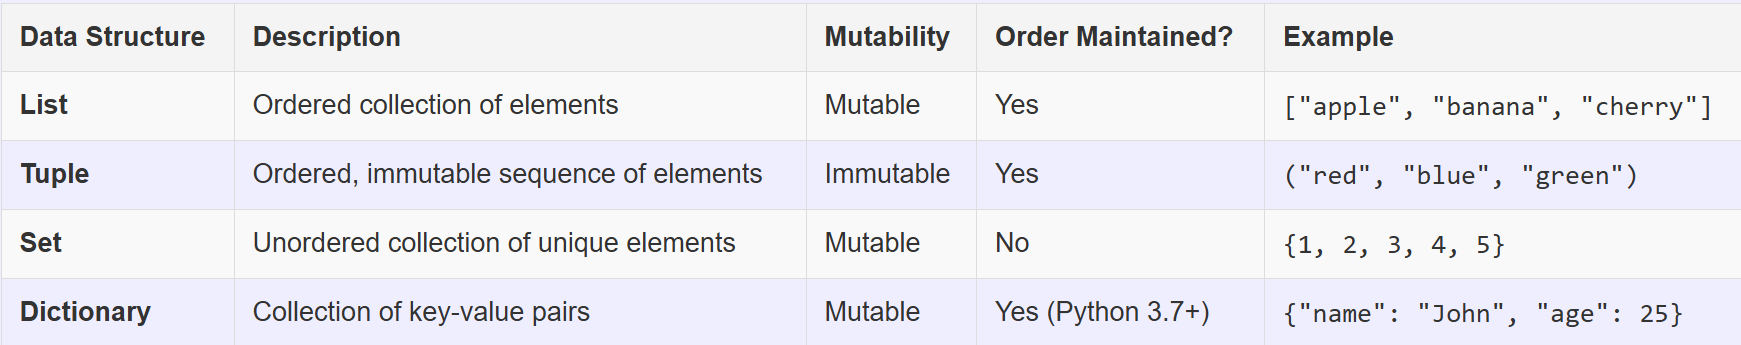 Data Structure Description Mutability Order Maintained? Example
List Ordered collection of elements Mutable Yes ["apple", "banana", "cherry"]
Tuple Ordered, immutable sequence of elements Immutable Yes ("red", "blue", "green")
Set Unordered collection of unique elements Mutable No {1, 2, 3, 4, 5}
Dictionary Collection of key-value pairs Mutable Yes (Python 3.7+) {"name": "John", "age": 25}